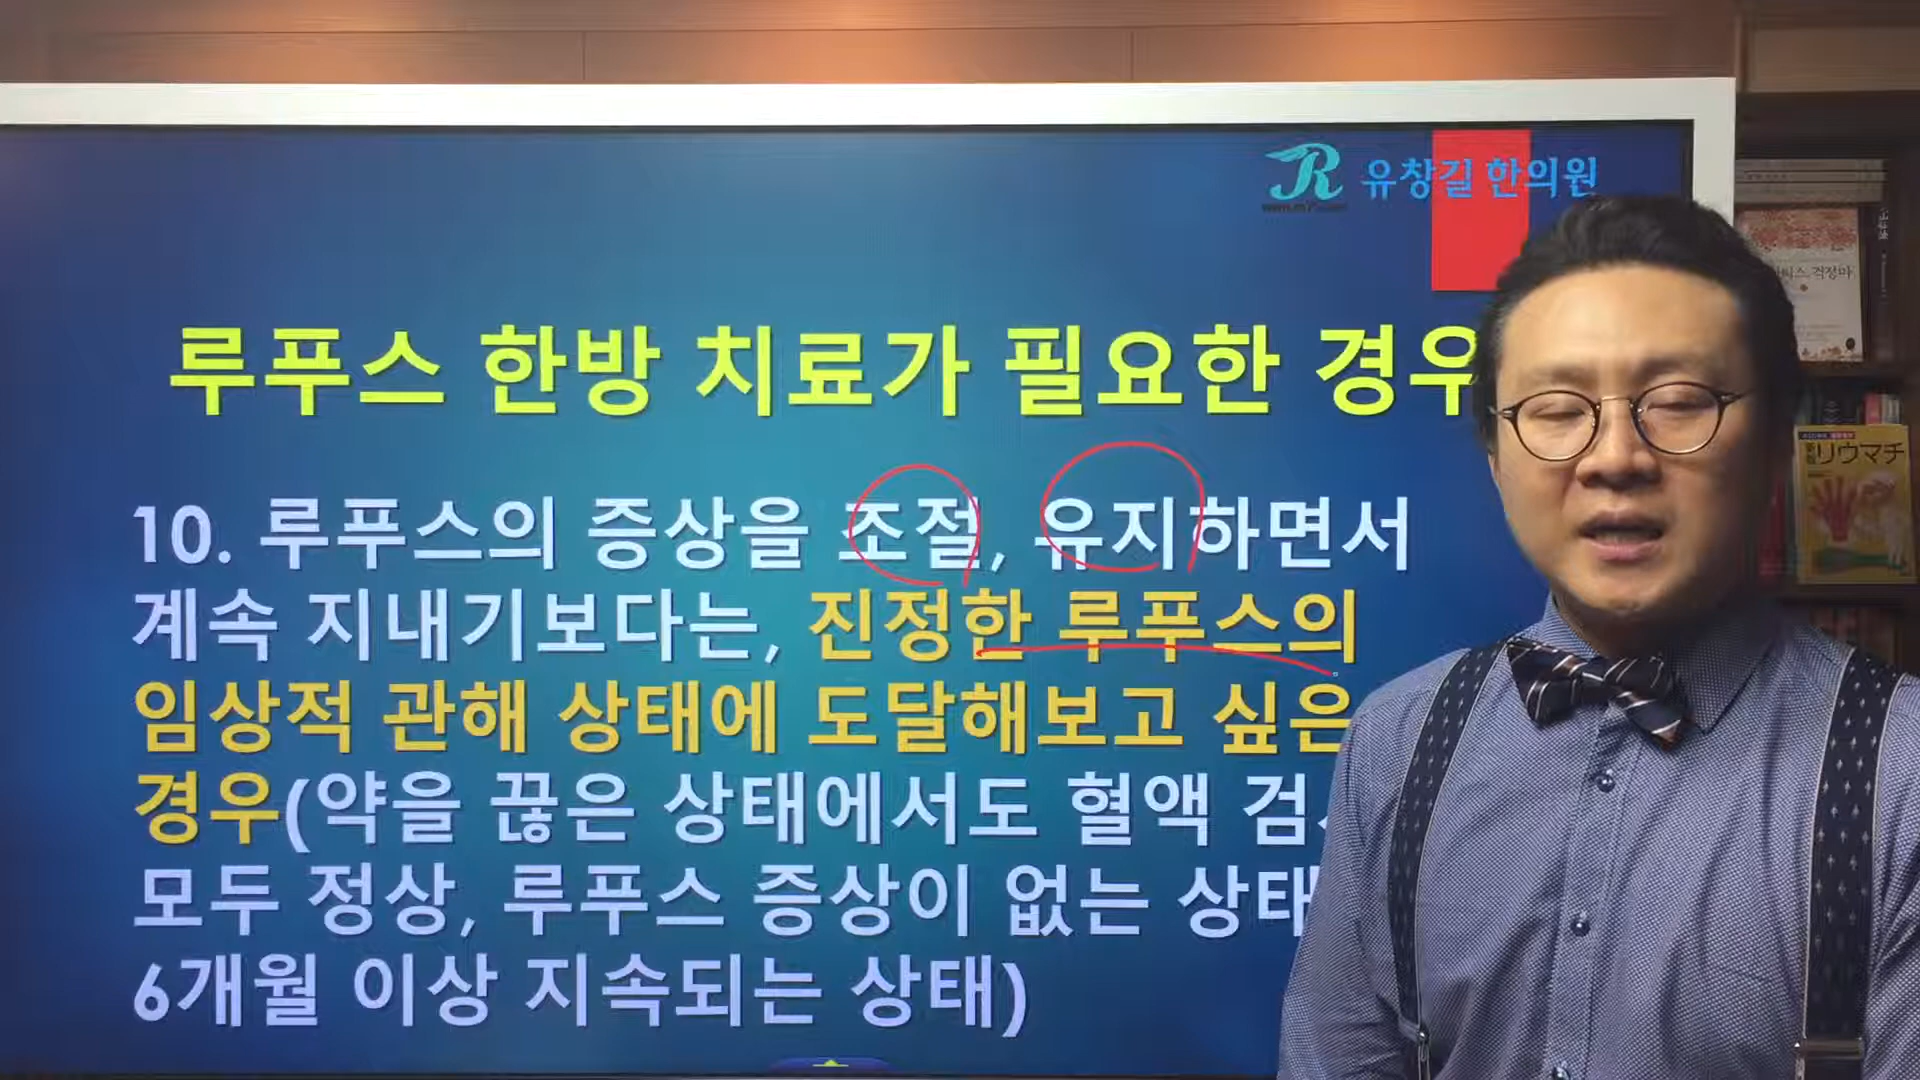 유창길 한의원
루푸스 한방 치료가 필요한 경우
10. 루푸스의 증상을 조절, 유지하면서
계속 지내기보다는, 진정한 루푸스의
임상적 관해 상태에 도달해보고 싶은
경우(약을 끊은 상태에서도 혈액
모두 정상, 루푸스 증상이 없는 상태
6개월 이상 지속되는 상태)
リウマチ